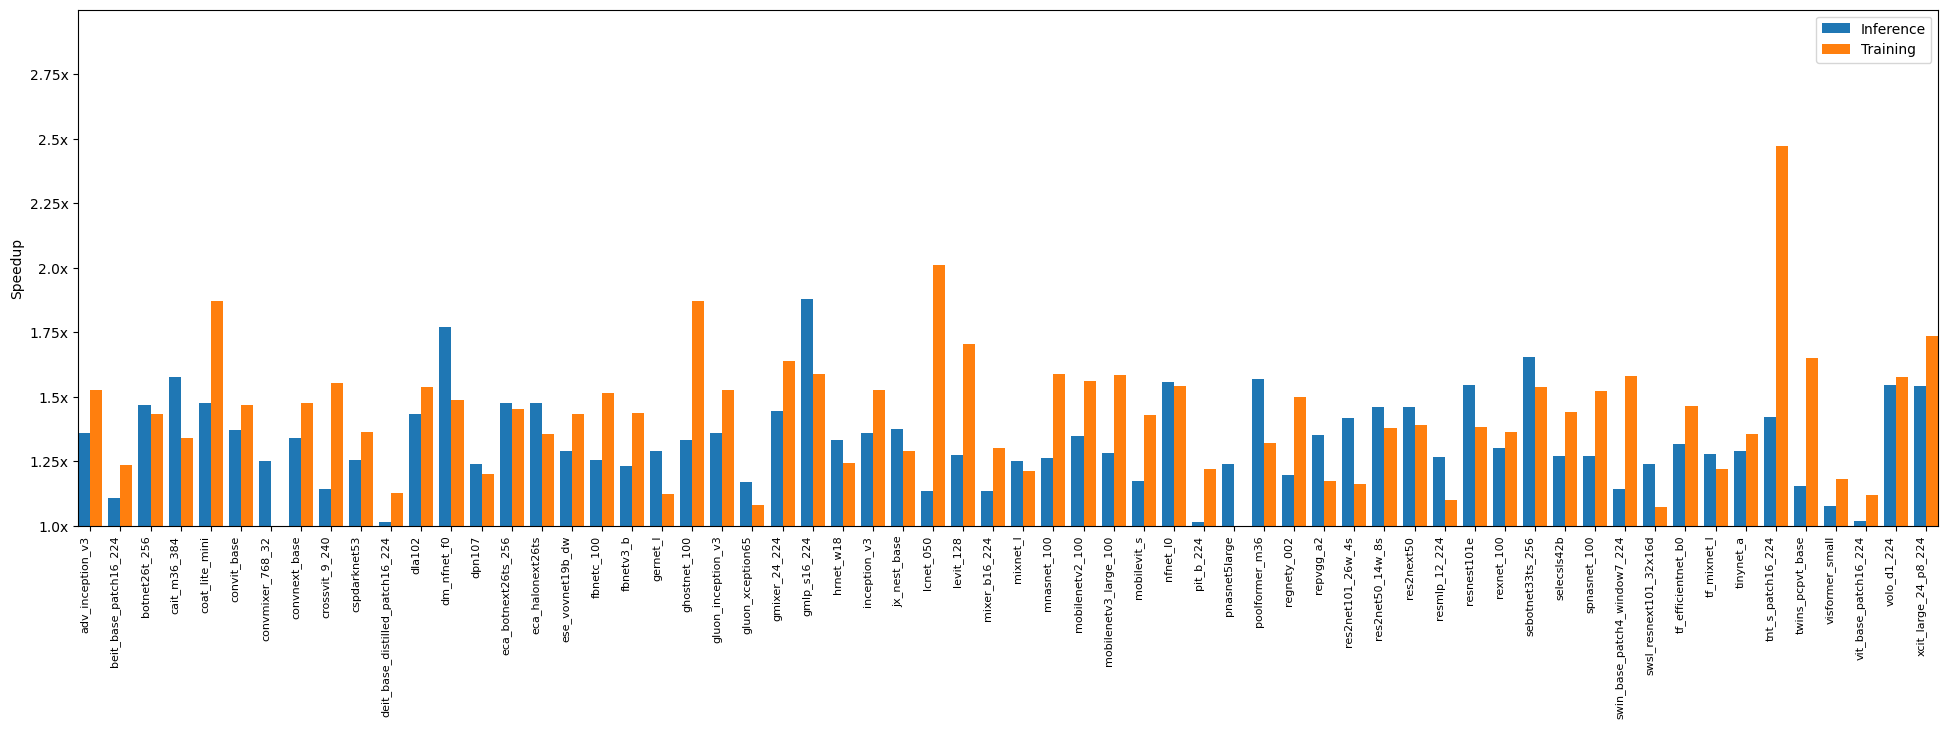 Inference
Training
2.75x
2.5x
2.25x
2.0x
1.75x
1.5x
1.25x
1.0x
Speedup
adv_inception_v3
beit_base_patch16_224
botnet26t_256
cait_m36_384
coat_lite_mini
convit_base
convmixer_768_32
convnext_base
crossvit_9_240
cspdarknet53
deit_base_distilled_patch16_224
dla102
dm_nfnet_f0
dpn107
eca_botnext26ts_256
eca_halonext26ts
ese_vovnet19b_dw
fbnetc_100
fbnetv3_b
gernet_l
ghostnet_100
gluon_inception_v3
gluon_xception65
gmixer_24_224
gmlp_s16_224
hrnet_w18
inception_v3
jx_nest_base
lcnet_050
levit_128
mixer_b16_224
mixnet_l
mnasnet_100
mobilenetv2_100
mobilenetv3_large_100
mobilevit_s
nfnet_l0
pit_b_224
pnasnet5large
poolformer_m36
regnety_002
repvgg_a2
res2net101_26w_4s
res2net50_14w_8s
res2next50
resmlp_12_224
resnest101e
rexnet_100
sebotnet33ts_256
selecsls42b
spnasnet_100
swin_base_patch4_window7_224
swsl_resnext101_32x16d
tf_efficientnet_b0
tf_mixnet_l
tinynet_a
tnt_s_patch16_224
twins_pcpvt_base
visformer_small
vit_base_patch16_224
volo_d1_224
xcit_large_24_p8_224